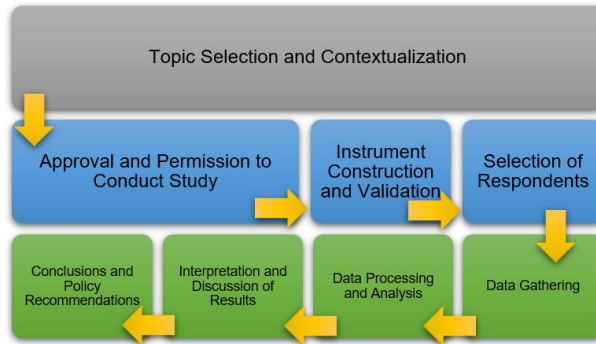 Topic Selection and Contextualization
Approval and Permission to
Conduct Study
Instrument
Construction
and Validation
Selection of
Respondents
Conclusions and
Policy
Recommendations
Interpretation and
Discussion of
Results
Data Processing
and Analysis
Data Gathering